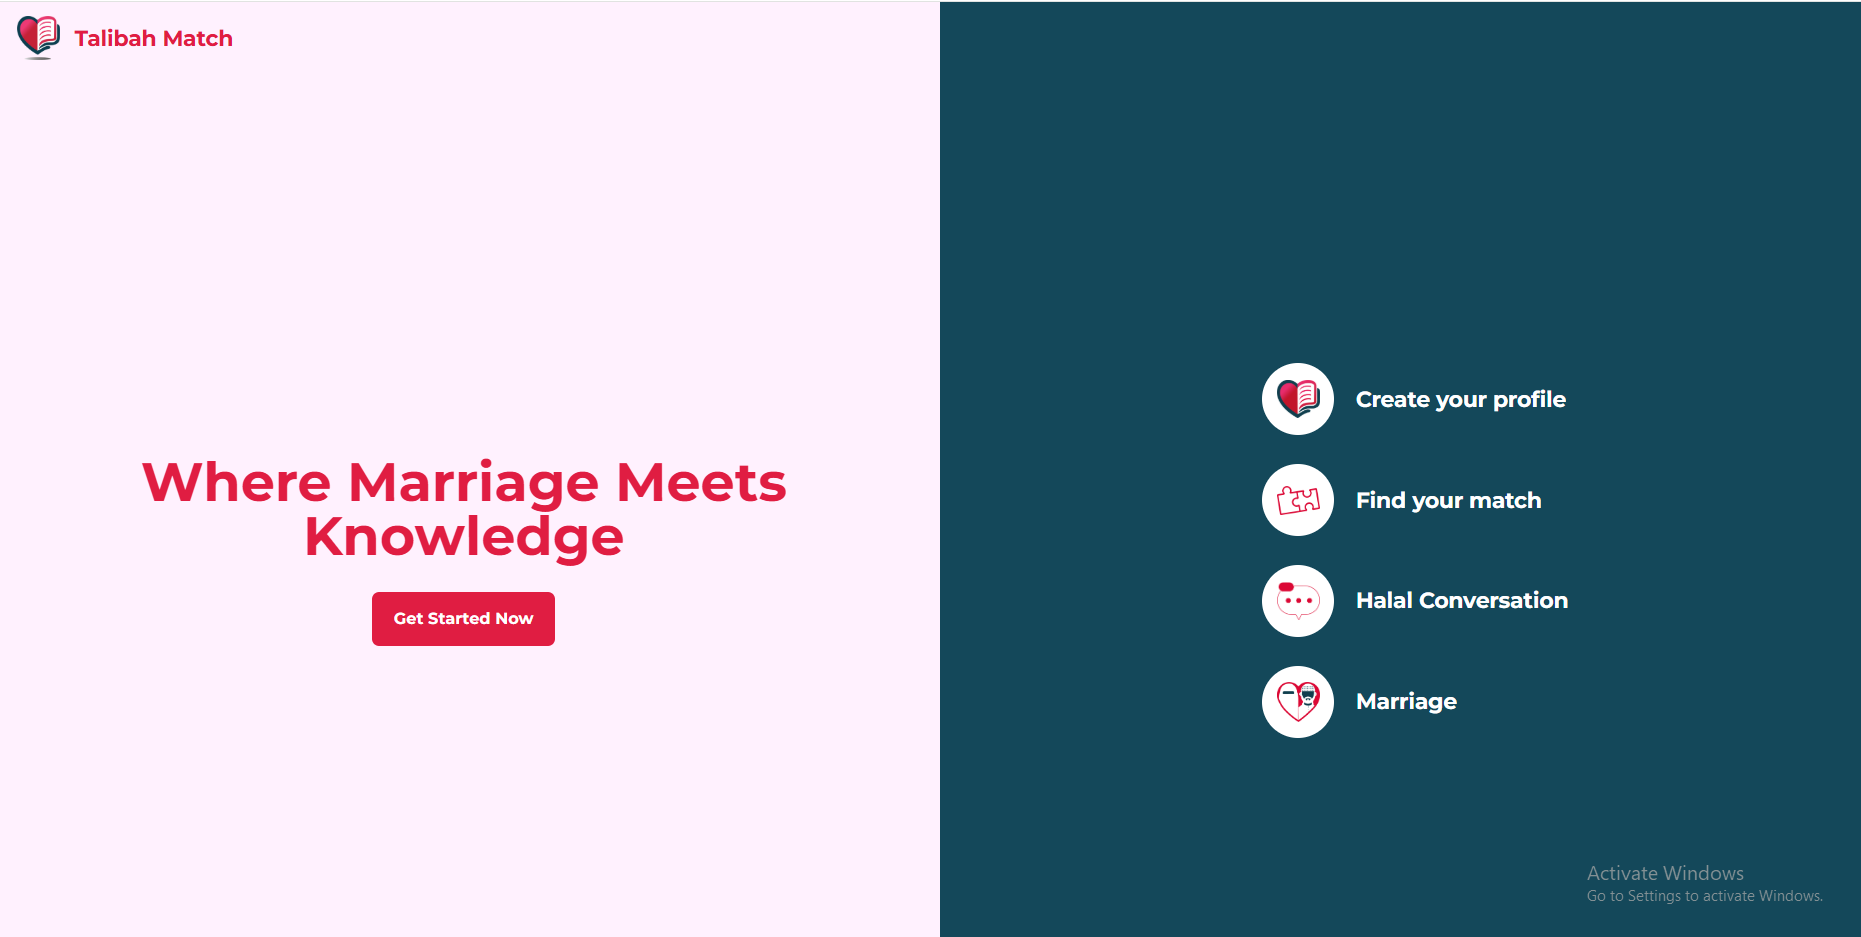 Talibah Match
Where Marriage Meets
Knowledge
Get Started Now
Create your profile
Find your match
Halal Conversation
Marriage
Activate Windows
Go to Settings to activate Windows.